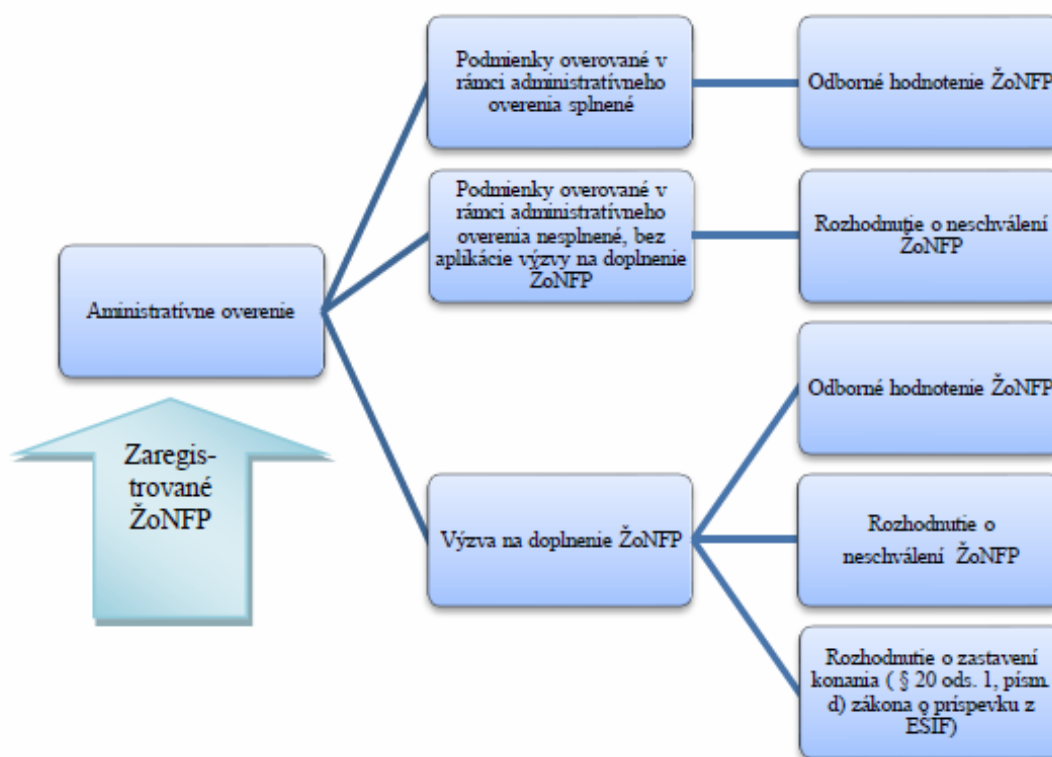 Podmienky overované v
rámci administratívneho
overenia splnené
Odborné hodnotenie ŽoNFP
Podmienky overované v
rámci administratívneho
overenia nesplnené, bez
aplikácie výzvy na doplnenie
ŽoNFP
Rozhodnutie o neschválení
ŽoNFP
Aministratívne overenie
Zaregis-
trované
ŽoNFP
Výzva na doplnenie ŽoNFP
Odborné hodnotenie ŽoNFP
Rozhodnutie o
neschválení ŽoNFP
Rozhodnutie o zastavení
konania ( § 20 ods. 1, písm.
d) zákona o príspevku z
EŠIF)